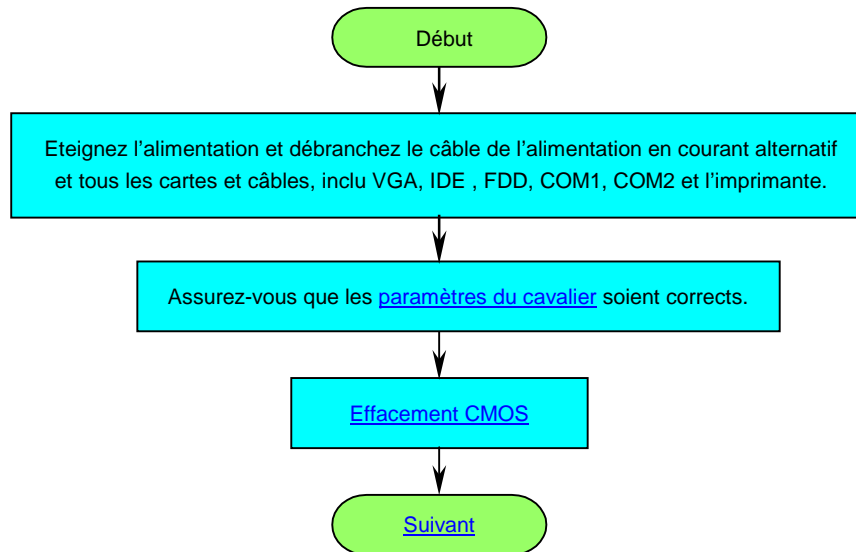 Début
Eteignez l’alimentation et débranchez le câble de l’alimentation en courant alternatif
et tous les cartes et câbles, inclu VGA, IDE , FDD, COM1, COM2 et l’imprimante.
Assurez-vous que les paramètres du cavalier soient corrects.
Effacement CMOS
Suivant